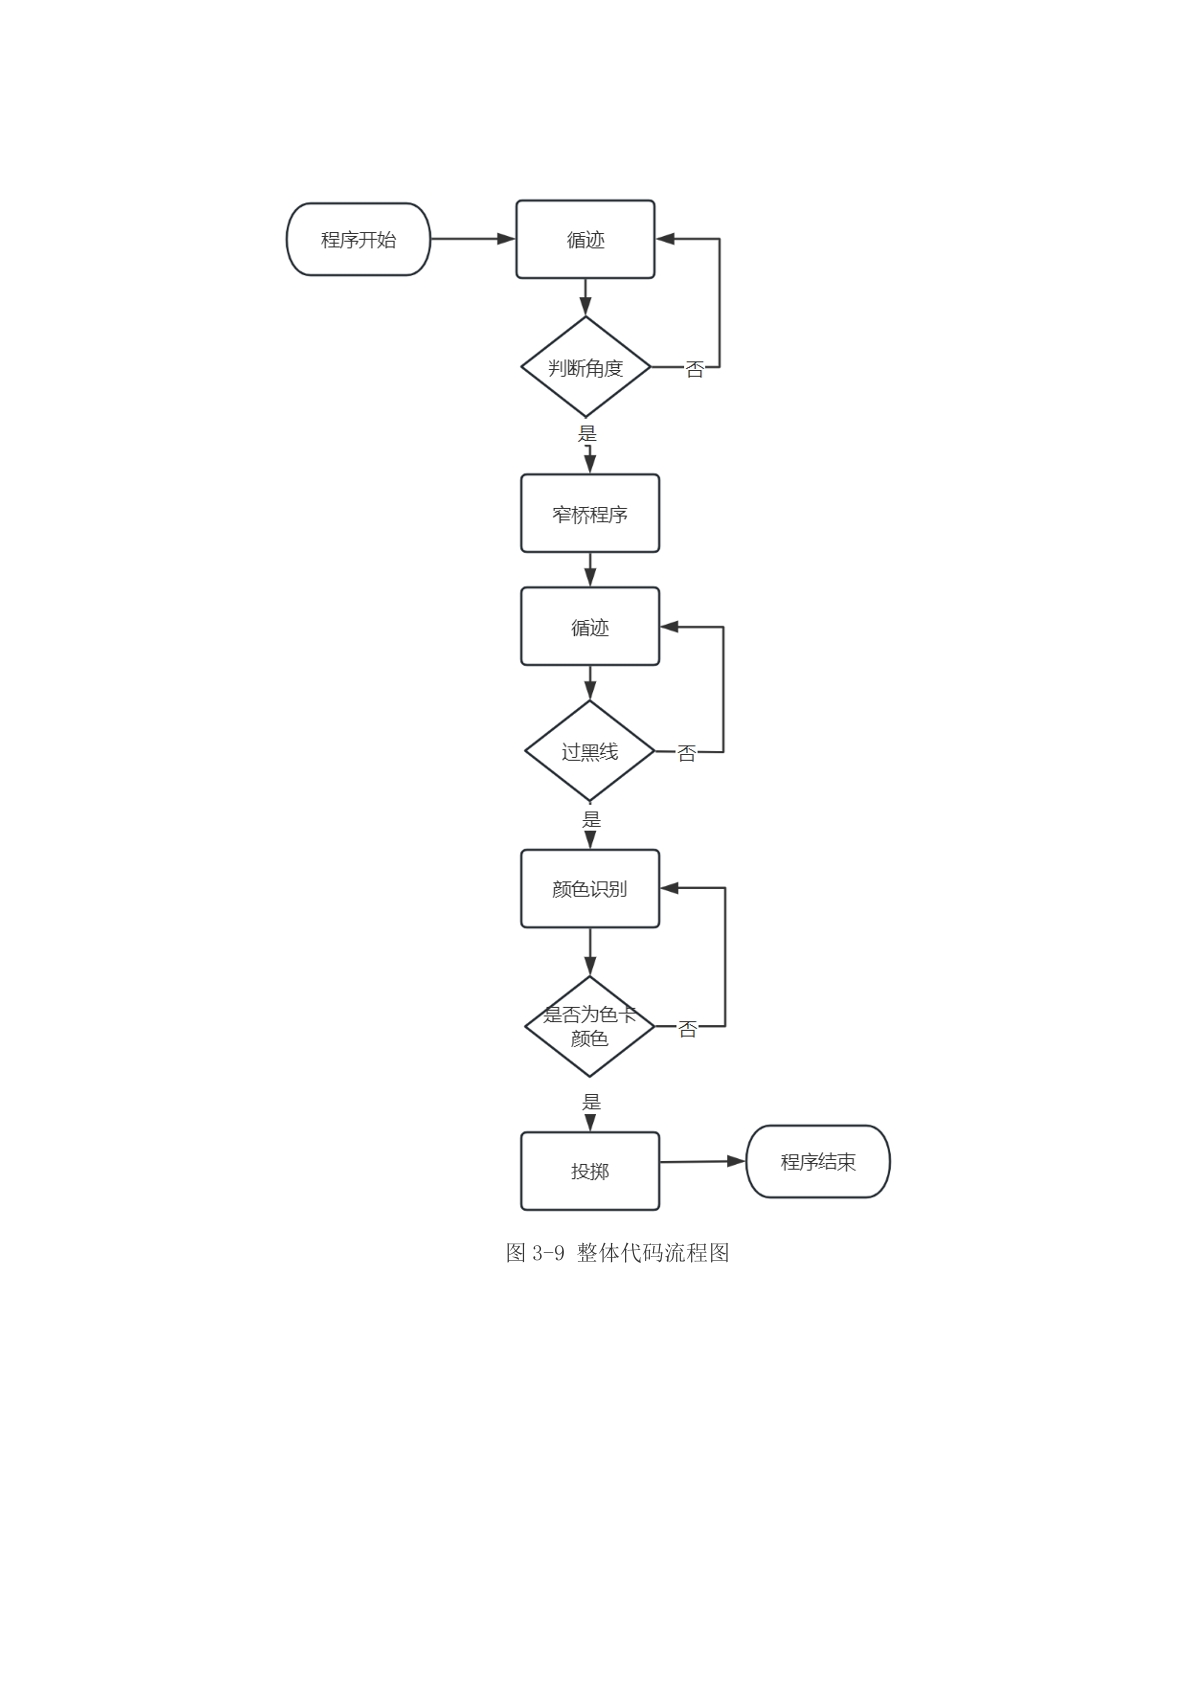 程序开始
循迹
判断角度
否
是
窄桥程序
循迹
过黑线
否
是
颜色识别
是否为色卡
颜色
否
是
投掷
程序结束
图 3-9 整体代码流程图